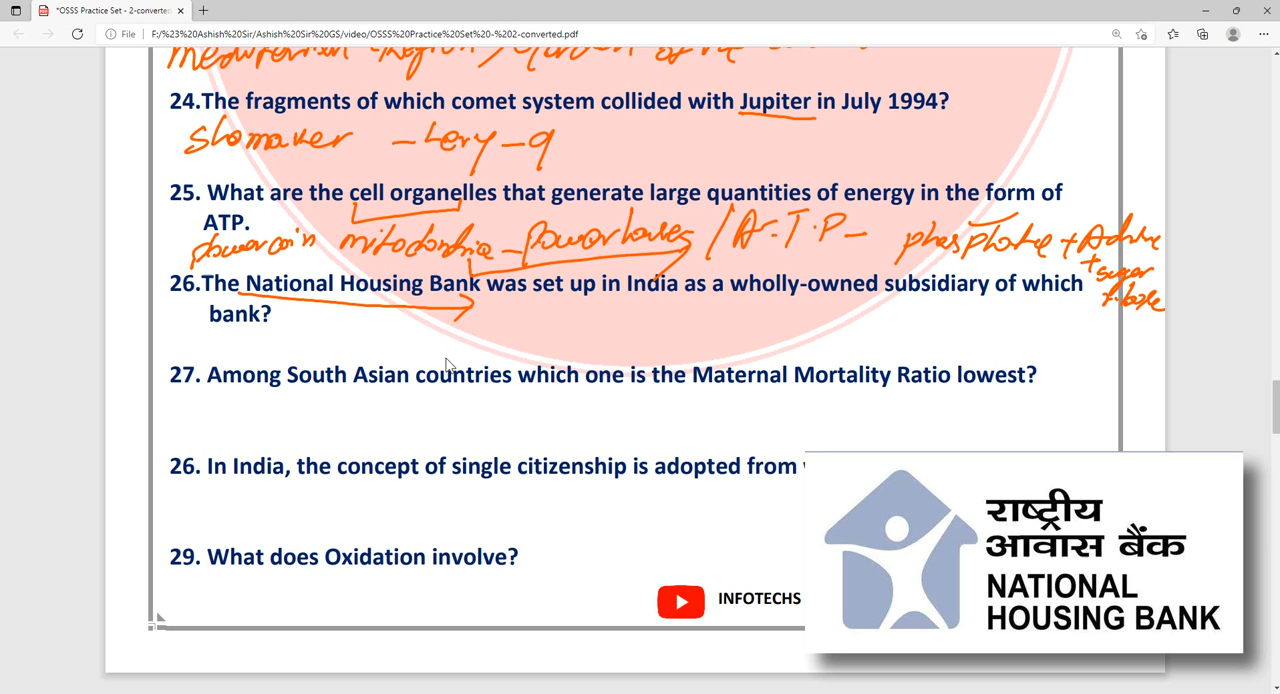 *OSSS Practice Set - 2-converted
File F:/%23%20Ashish%20Sir/Ashish%20Sir%20GS/video/OSSS%20Practice%20Set%20-%202-converted.pdf
24.The fragments of which comet system collided with Jupiter in July 1994?
Shomaker - Levy - 9
25. What are the cell organelles that generate large quantities of energy in the form of
ATP.
mitochondria - powerhouse / A.T.P -
+ sugar
26.The National Housing Bank was set up in India as a wholly-owned subsidiary of which
bank?
27. Among South Asian countries which one is the Maternal Mortality Ratio lowest?
26. In India, the concept of single citizenship is adopted from
29. What does Oxidation involve?
INFOTECHS
राष्ट्रीय
आवास बैंक
NATIONAL
HOUSING BANK